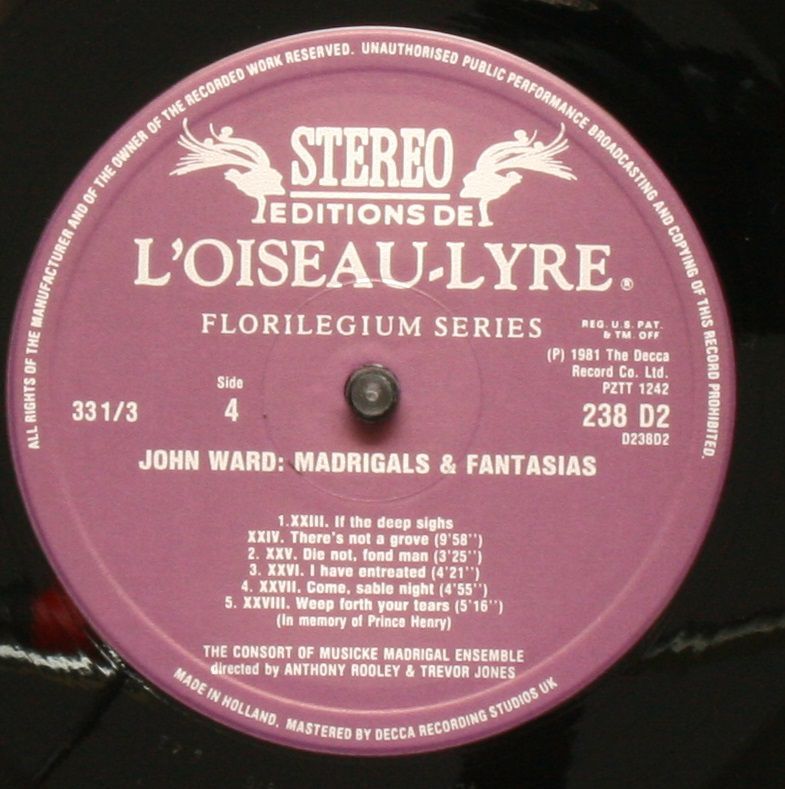 ALL RIGHTS OF THE MANUFACTURER AND OF THE OWNER OF THE RECORDED WORK RESERVED. UNAUTHORISED PUBLIC PERFORMANCE BROADCASTING AND COPYING OF THIS RECORD PROHIBITED.
STEREO
EDITIONS DE
L'OISEAU-LYRE ®
FLORILEGIUM SERIES
REG. U.S. PAT.
& TM. OFF
(P) 1981 The Decca
Record Co. Ltd.
PZTT 1242
Side
33 1/3 4 238 D2
D238D2
JOHN WARD: MADRIGALS & FANTASIAS
1.XXIII. If the deep sighs
XXIV. There's not a grove (9'58'')
2. XXV. Die not, fond man (3'25'')
3. XXVI. I have entreated (4'21'')
4. XXVII. Come, sable night (4'55'')
5. XXVIII. Weep forth your tears (5'16'')
(In memory of Prince Henry)
THE CONSORT OF MUSICKE MADRIGAL ENSEMBLE
directed by ANTHONY ROOLEY & TREVOR JONES
MADE IN HOLLAND. MASTERED BY DECCA RECORDING STUDIOS UK